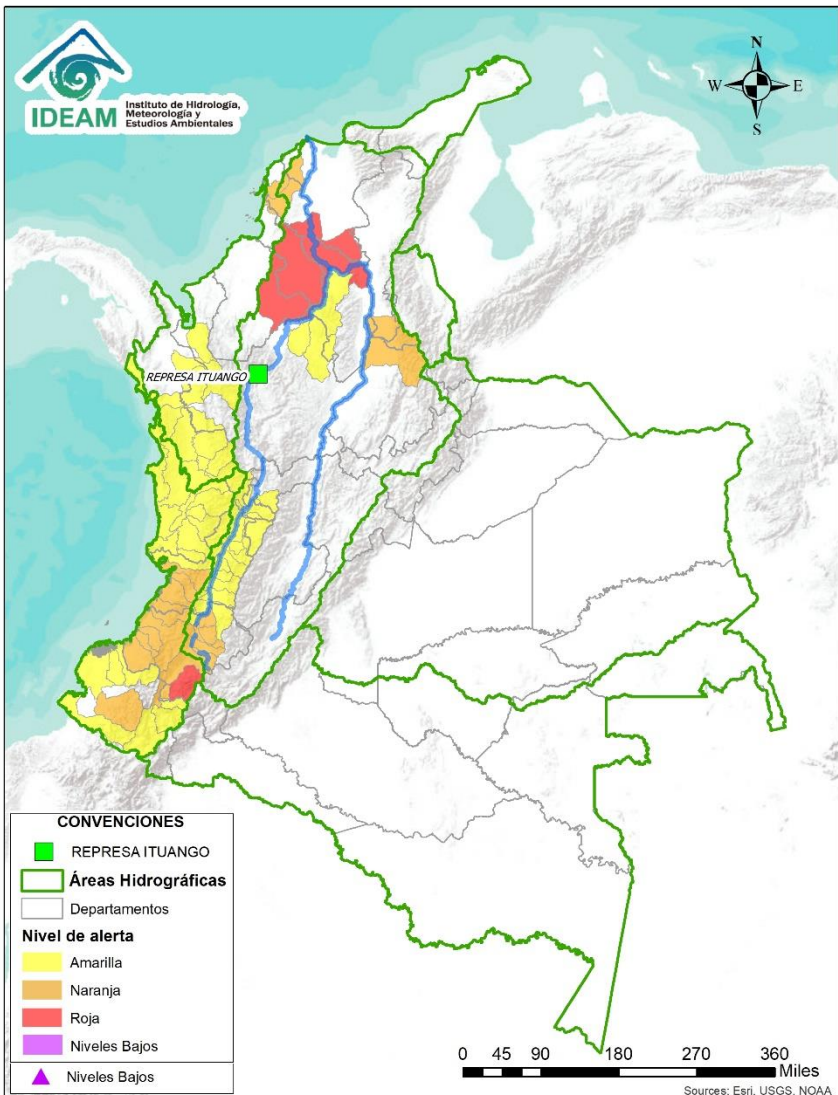 IDEAM
Instituto de Hidrología,
Meteorología y
Estudios Ambientales
N
W
E
S
REPRESA ITUANGO
CONVENCIONES
REPRESA ITUANGO
Áreas Hidrográficas
Departamentos
Nivel de alerta
Amarilla
Naranja
Roja
Niveles Bajos
Niveles Bajos
0 45 90 180 270 360
Miles
Sources: Esri, USGS, NOAA